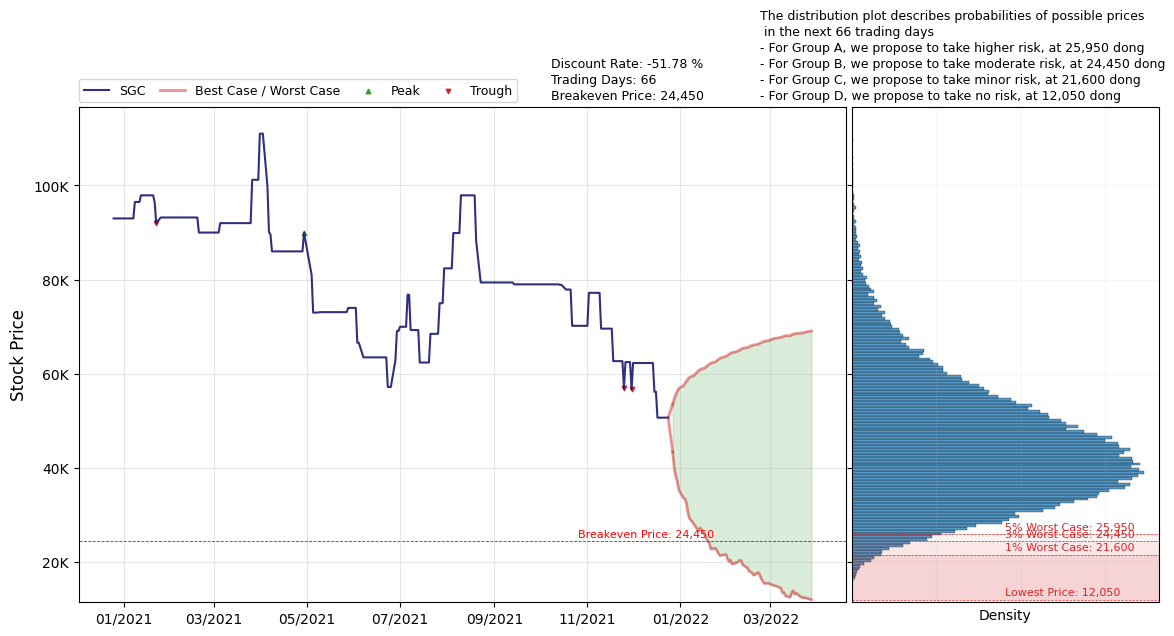 The distribution plot describes probabilities of possible prices
in the next 66 trading days
- For Group A, we propose to take higher risk, at 25,950 dong
- For Group B, we propose to take moderate risk, at 24,450 dong
- For Group C, we propose to take minor risk, at 21,600 dong
- For Group D, we propose to take no risk, at 12,050 dong
Discount Rate: -51.78 %
Trading Days: 66
Breakeven Price: 24,450
SGC
Best Case / Worst Case
Peak
Trough
Stock Price
100K
80K
60K
40K
20K
Breakeven Price: 24,450
01/2021
03/2021
05/2021
07/2021
09/2021
11/2021
01/2022
03/2022
5% Worst Case: 25,950
3% Worst Case: 24,450
1% Worst Case: 21,600
Lowest Price: 12,050
Density